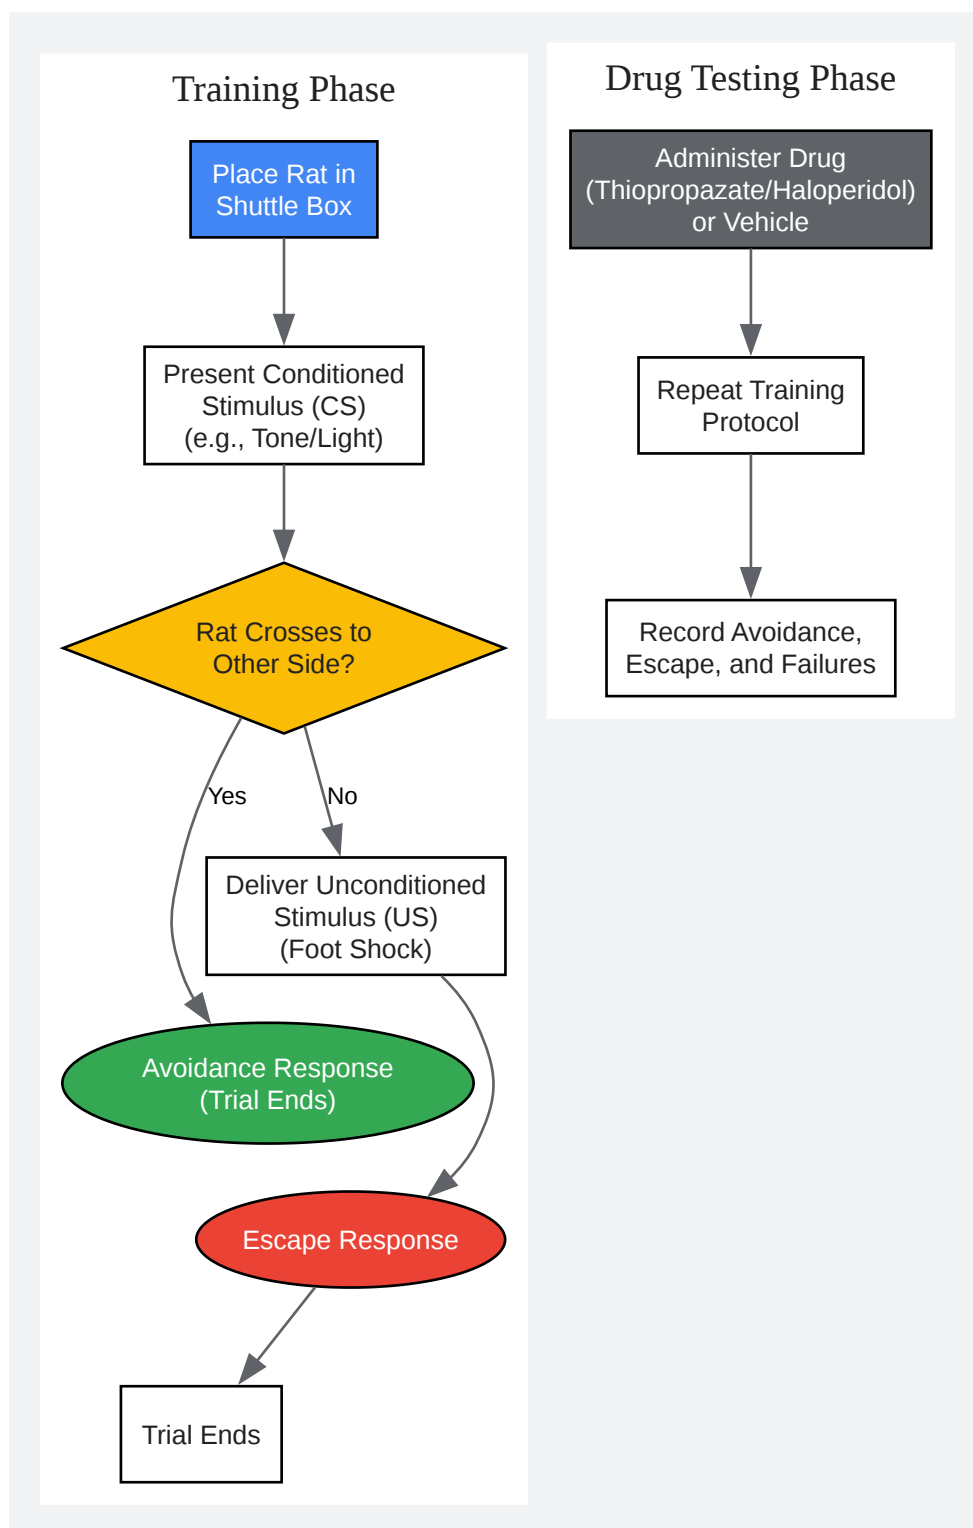 Training Phase
Place Rat in
Shuttle Box
Present Conditioned
Stimulus (CS)
(e.g., Tone/Light)
Rat Crosses to
Other Side?
Yes
No
Deliver Unconditioned
Stimulus (US)
(Foot Shock)
Avoidance Response
(Trial Ends)
Escape Response
Trial Ends
Drug Testing Phase
Administer Drug
(Thiopropazate/Haloperidol)
or Vehicle
Repeat Training
Protocol
Record Avoidance,
Escape, and Failures